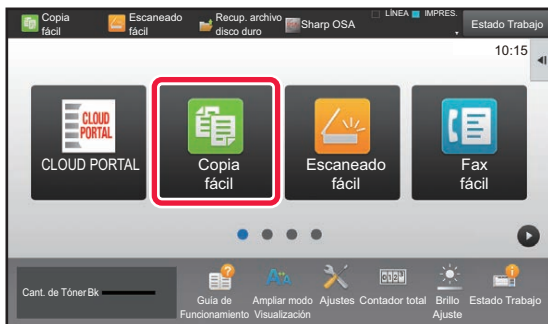 Copia
fácil
Escaneado
fácil
Recup. archivo
disco duro
Sharp OSA
LÍNEA
IMPRES.
Estado Trabajo
10:15
CLOUD
PORTAL
CLOUD PORTAL
Copia
fácil
Escaneado
fácil
Fax
fácil
Cant. de Tóner Bk
Guía de
Funcionamiento
Ampliar modo
Visualización
Ajustes
Contador total
Brillo
Ajuste
Estado Trabajo